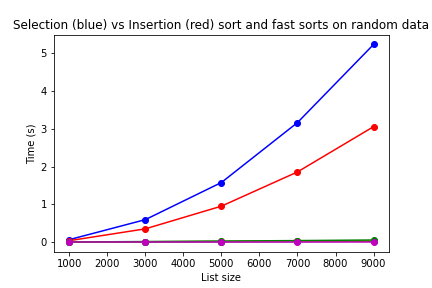 Selection (blue) vs Insertion (red) sort and fast sorts on random data
5
4
3
2
1
0
Time (s)
1000 2000 3000 4000 5000 6000 7000 8000 9000
List size